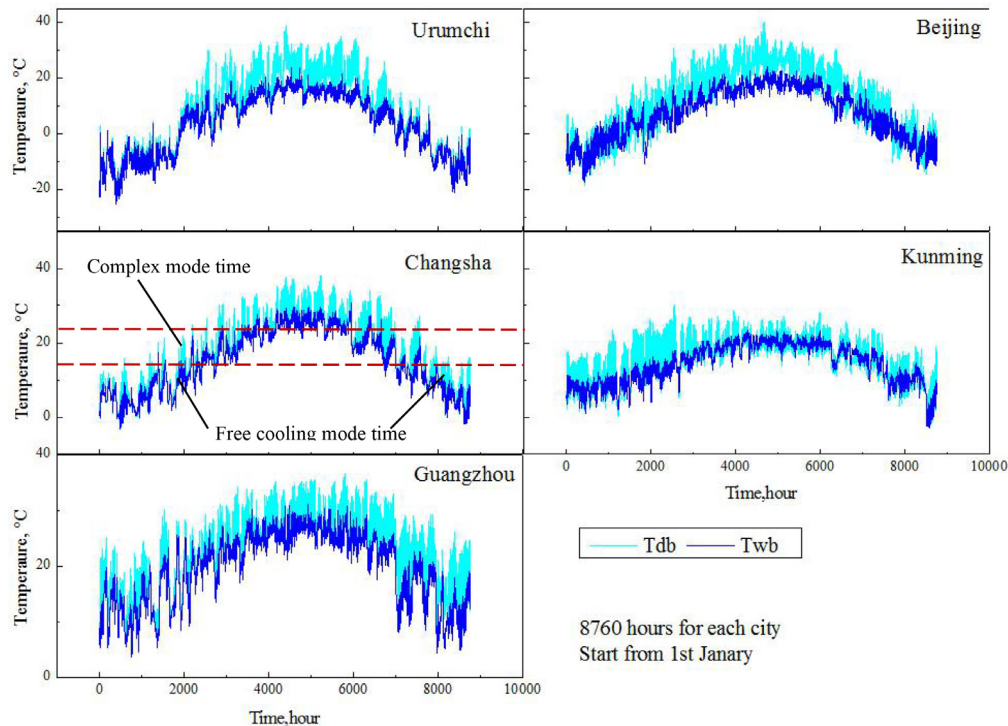 40
20
0
-20
Temperaure, °C
Urumchi
Beijing
40
20
0
Temperaure, °C
Complex mode time
Changsha
Free cooling mode time
Kunming
0
2000
4000
6000
8000
10000
Time,hour
40
20
0
Temperaure, °C
Guangzhou
0
2000
4000
6000
8000
10000
Time,hour
Tdb
Twb
8760 hours for each city
Start from 1st Janary